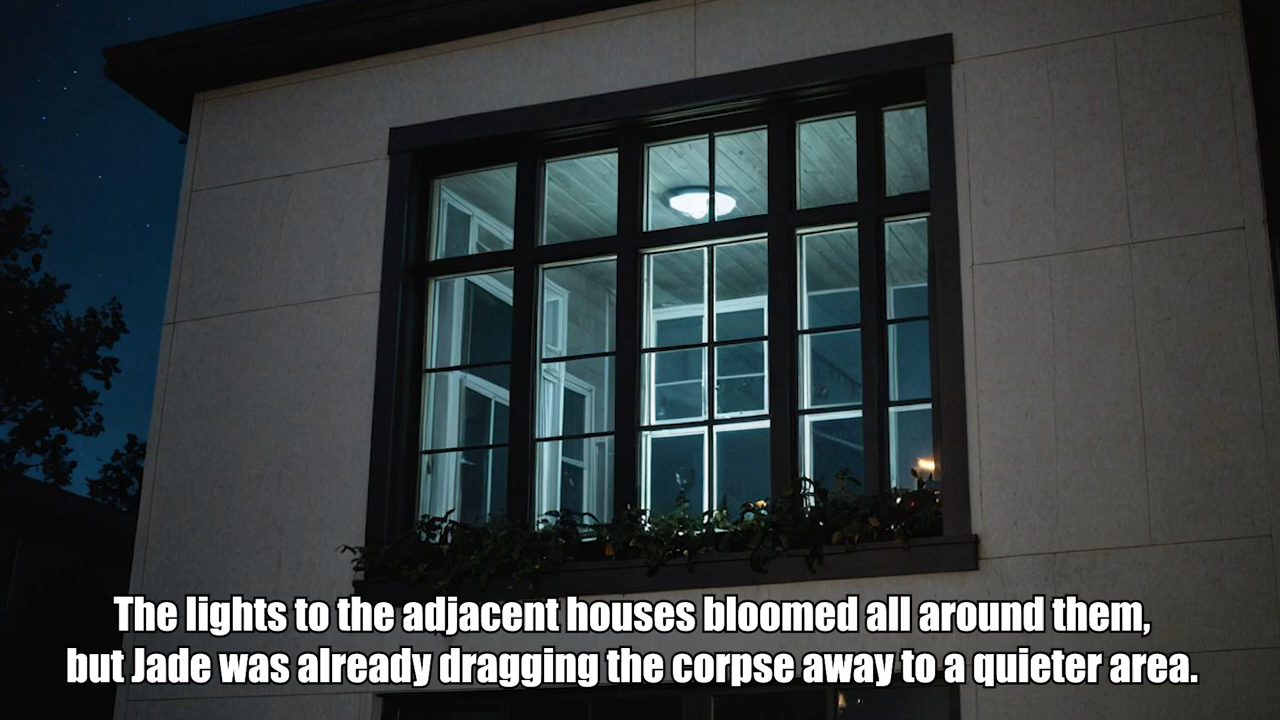 The lights to the adjacent houses bloomed all around them,
but Jade was already dragging the corpse away to a quieter area.